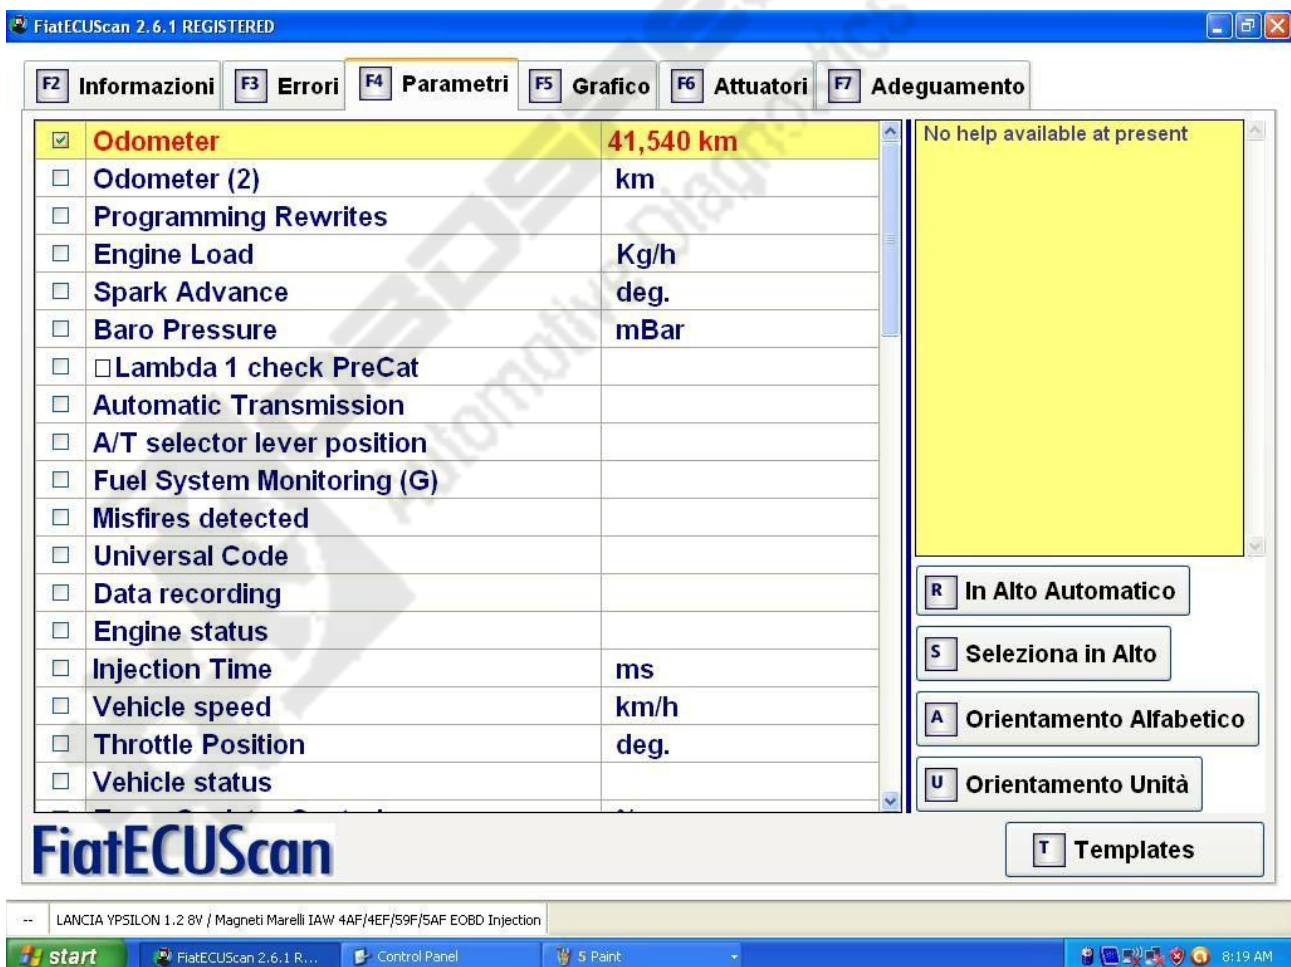 FiatECUScan 2.6.1 REGISTERED
F2 Informazioni F3 Errori F4 Parametri F5 Grafico F6 Attuatori F7 Adeguamento
Odometer 41,540 km
Odometer (2) km
Programming Rewrites
Engine Load Kg/h
Spark Advance deg.
Baro Pressure mBar
□Lambda 1 check PreCat
Automatic Transmission
A/T selector lever position
Fuel System Monitoring (G)
Misfires detected
Universal Code
Data recording
Engine status
Injection Time ms
Vehicle speed km/h
Throttle Position deg.
Vehicle status
No help available at present
R In Alto Automatico
S Seleziona in Alto
A Orientamento Alfabetico
U Orientamento Unità
FiatECUScan
T Templates
-- LANCIA YPSILON 1.2 8V / Magneti Marelli IAW 4AF/4EF/59F/5AF EOBD Injection
start FiatECUScan 2.6.1 R... Control Panel 5 Paint 8:19 AM
Automotive Diagnostics